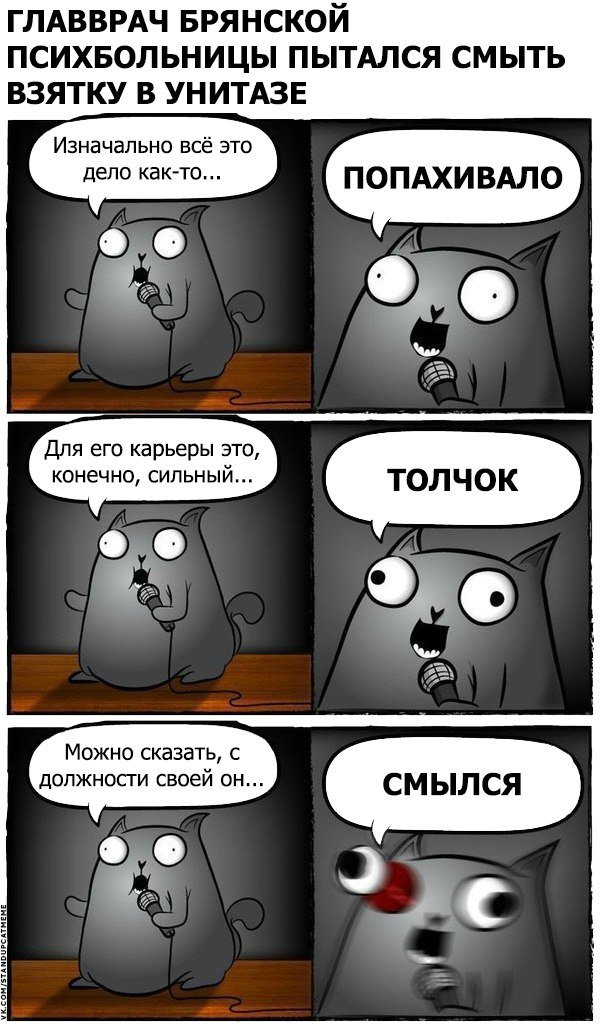 ГЛАВВРАЧ БРЯНСКОЙ
ПСИХБОЛЬНИЦЫ ПЫТАЛСЯ СМЫТЬ
ВЗЯТКУ В УНИТАЗЕ
Изначально всё это
дело как-то...
ПОПАХИВАЛО
Для его карьеры это,
конечно, сильный...
ТОЛЧОК
Можно сказать, с
должности своей он...
СМЫЛСЯ
VK.COM/STANDUPCATMEME